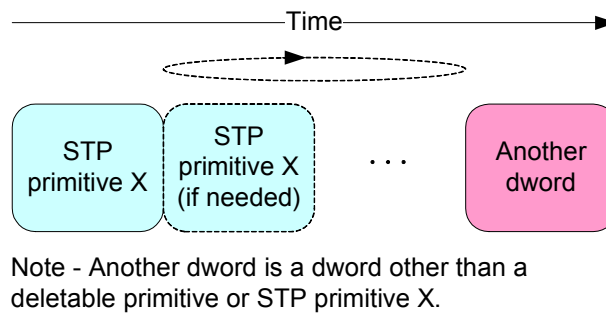 Time
STP
primitive X
STP
primitive X
(if needed)
. . .
Another
dword
Note - Another dword is a dword other than a
deletable primitive or STP primitive X.